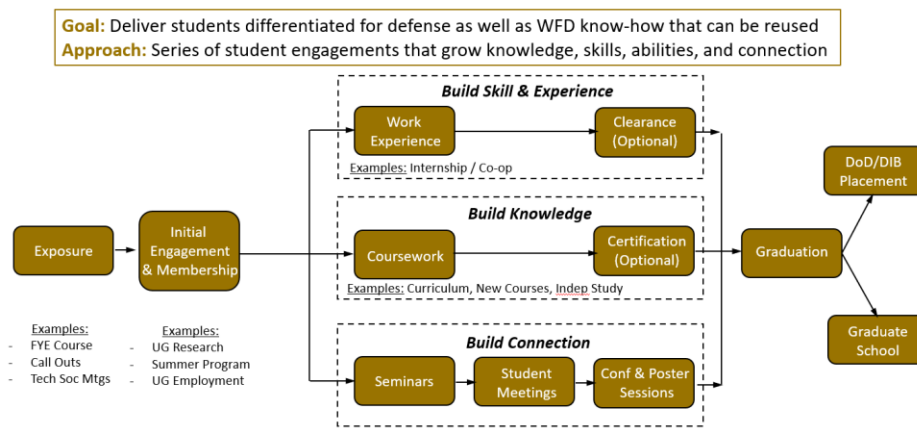 Goal: Deliver students differentiated for defense as well as WFD know-how that can be reused
Approach: Series of student engagements that grow knowledge, skills, abilities, and connection
Build Skill & Experience
Work
Experience
Clearance
(Optional)
Examples: Internship / Co-op
Build Knowledge
Coursework
Certification
(Optional)
Examples: Curriculum, New Courses, Indep Study
Build Connection
Seminars
Student
Meetings
Conf & Poster
Sessions
Exposure
Initial
Engagement
& Membership
Examples:
- FYE Course
- Call Outs
- Tech Soc Mtgs
Examples:
- UG Research
- Summer Program
- UG Employment
Graduation
DoD/DIB
Placement
Graduate
School